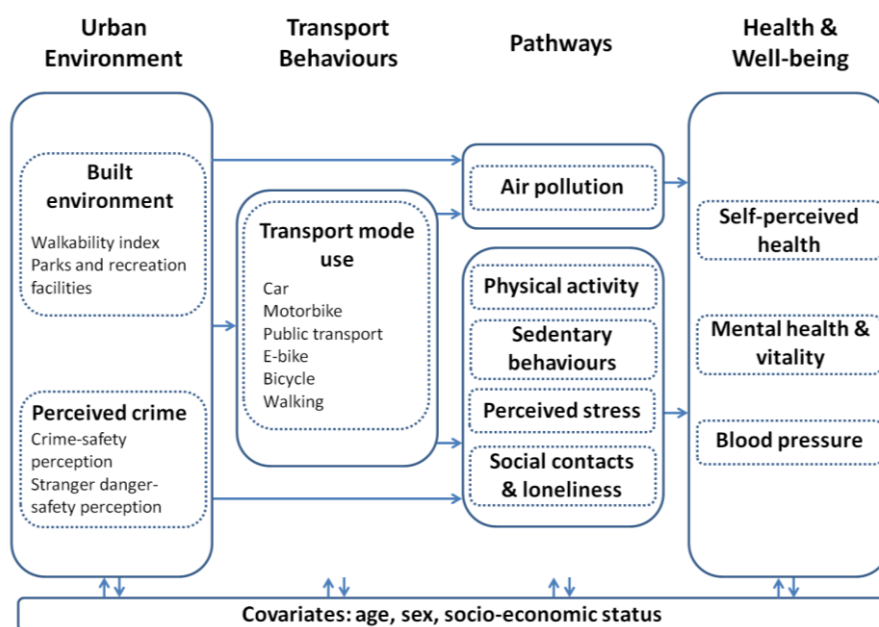 Urban
Environment
Transport
Behaviours
Pathways
Health &
Well-being
Built
environment
Walkability index
Parks and recreation
facilities
Perceived crime
Crime-safety
perception
Stranger danger-
safety perception
Transport mode
use
Car
Motorbike
Public transport
E-bike
Bicycle
Walking
Air pollution
Physical activity
Sedentary
behaviours
Perceived stress
Social contacts
& loneliness
Self-perceived
health
Mental health &
vitality
Blood pressure
Covariates: age, sex, socio-economic status